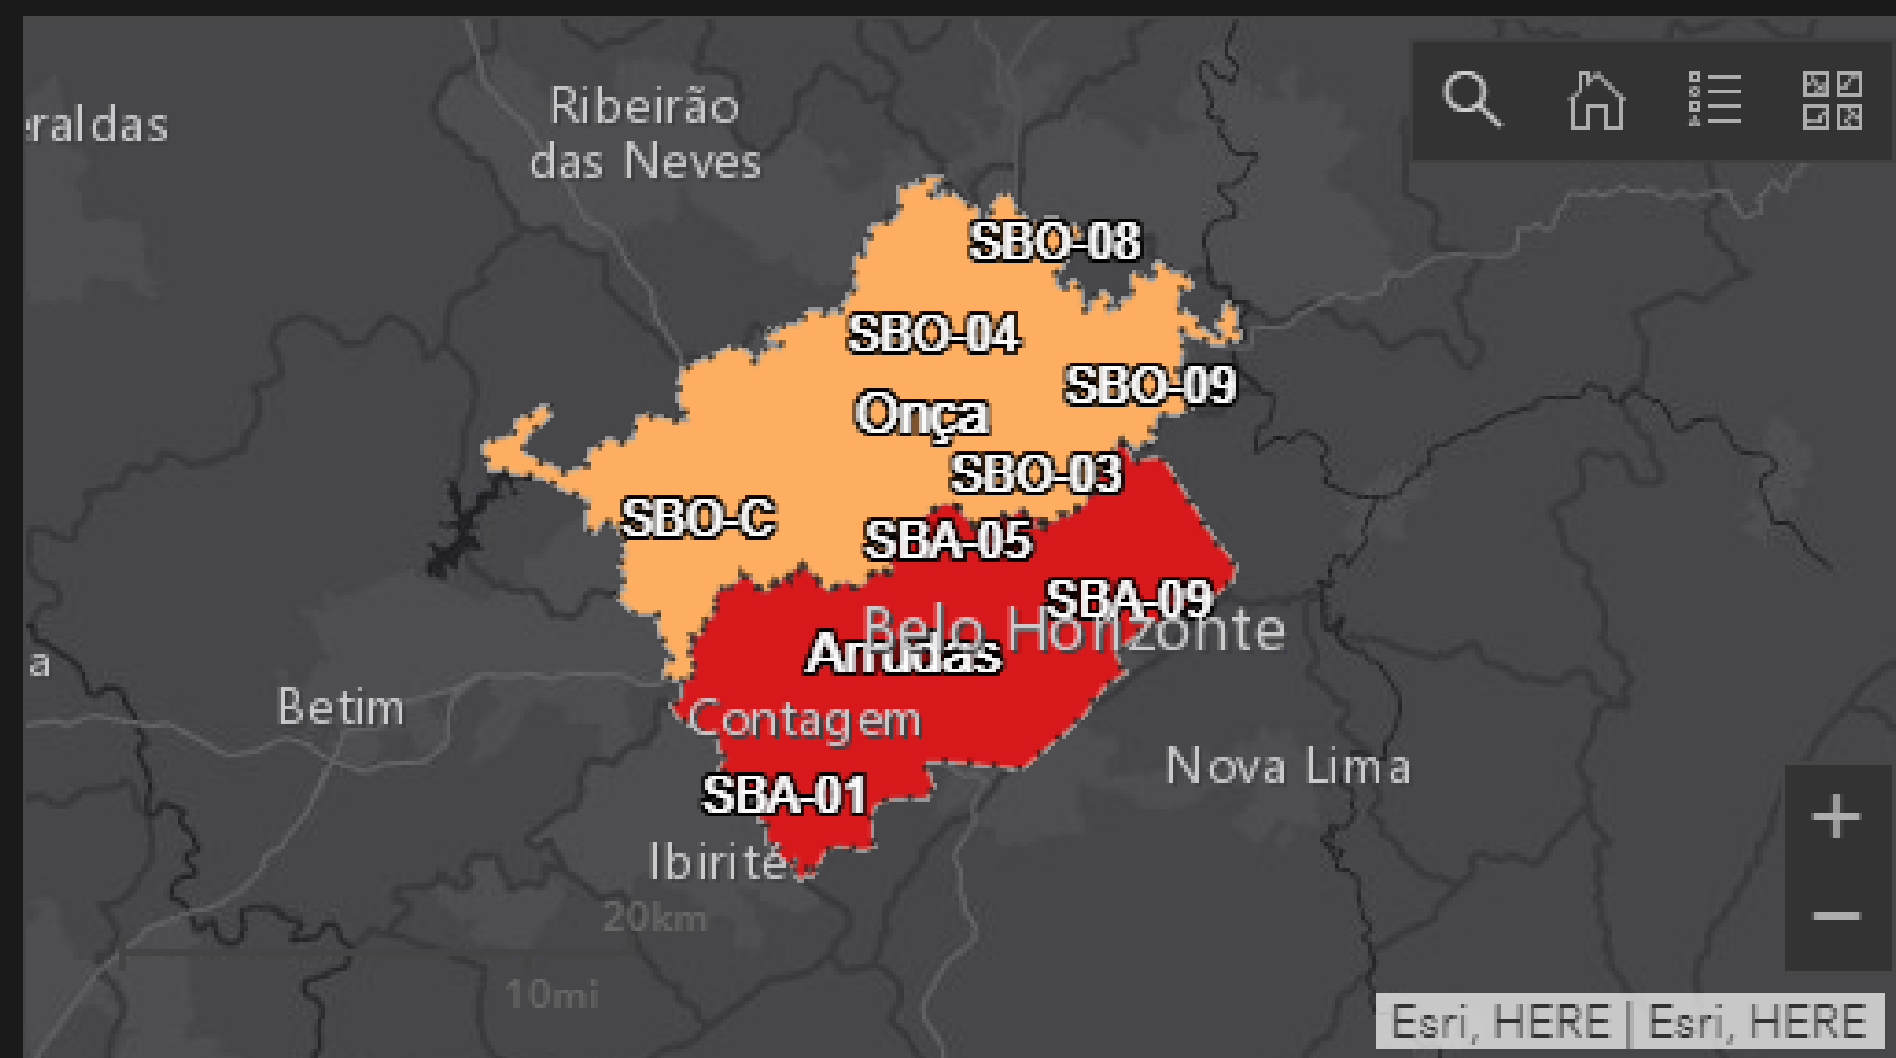 eraldas
Ribeirão
das Neves
SBO-08
SBO-04
SBO-09
Onça
SBO-03
SBO-C
SBA-05
SBA-09
Belo Horizonte
Arrudas
a
Betim
Contagem
Nova Lima
SBA-01
Ibirité
20km
10mi
Esri, HERE | Esri, HERE